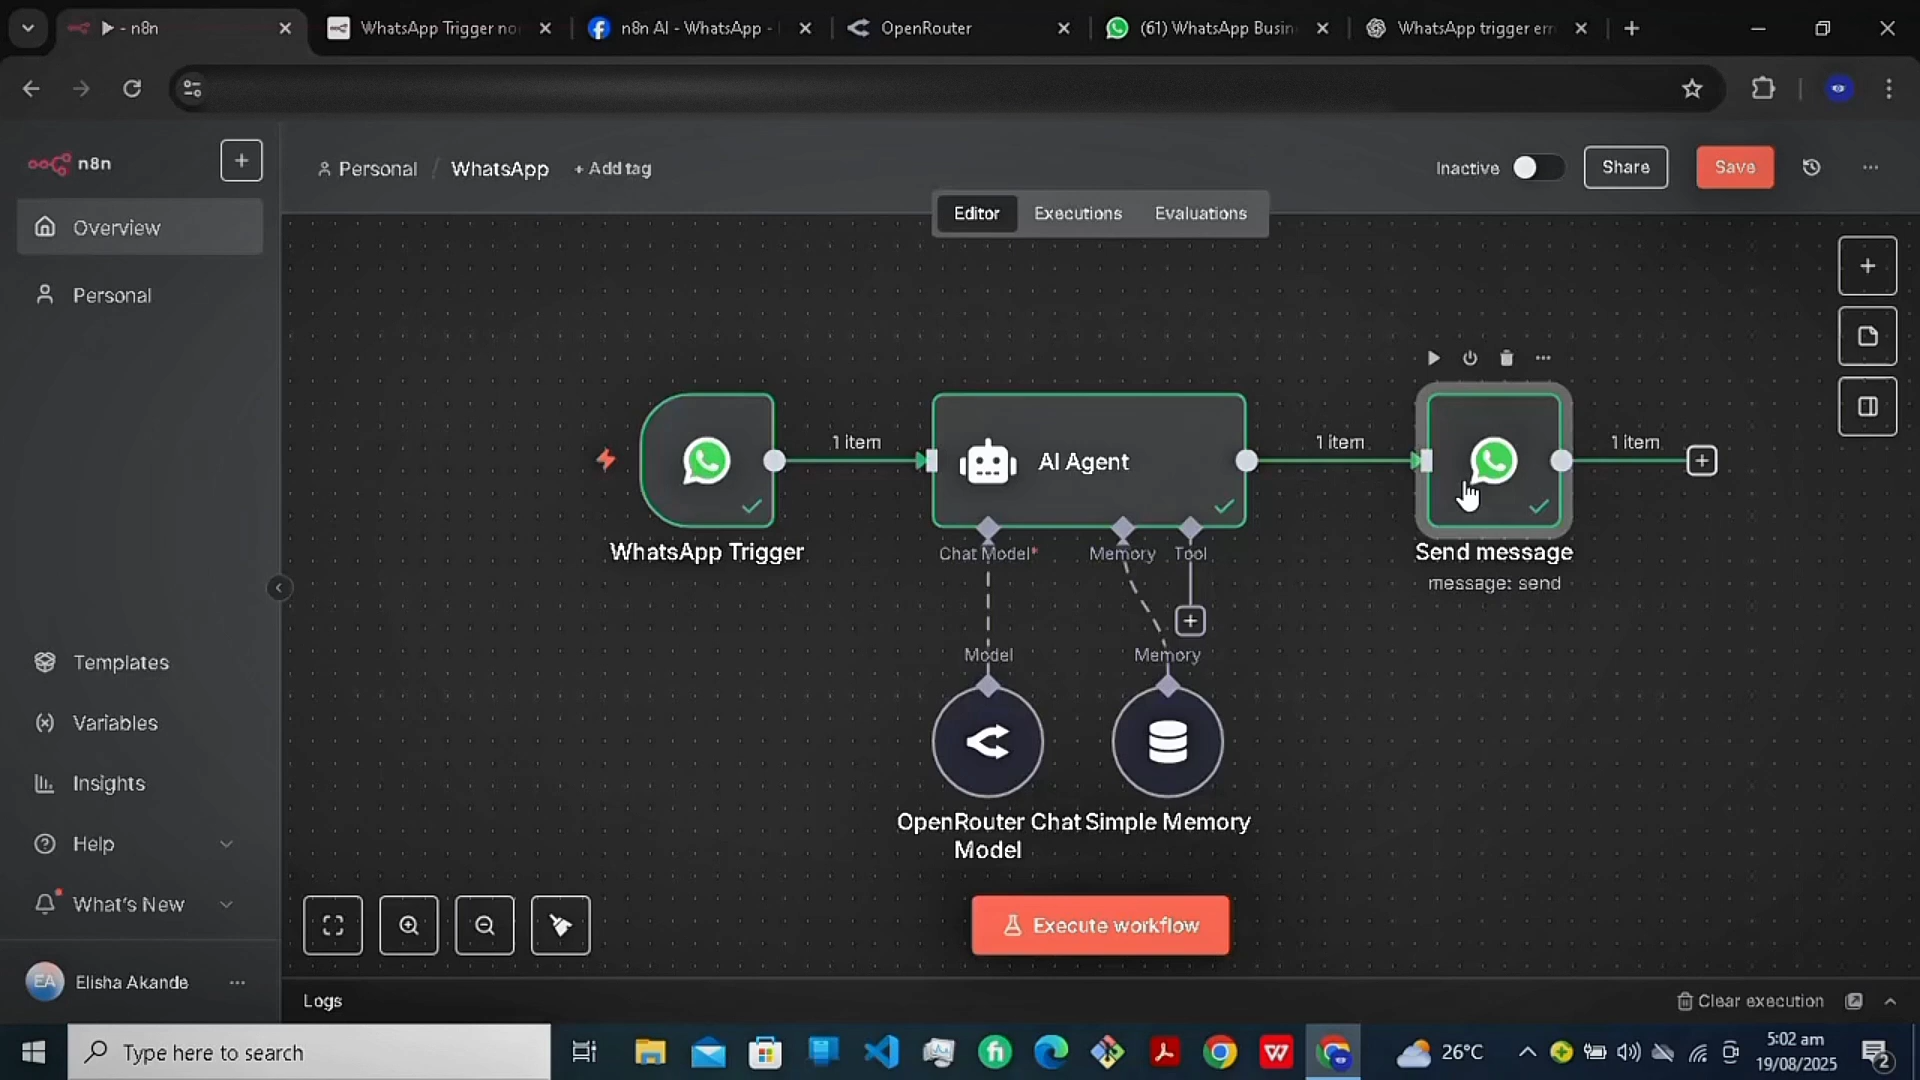 - n8n
WhatsApp Trigger no
n8n AI - WhatsApp -
OpenRouter
(61) WhatsApp Busin
WhatsApp trigger err
n8n
Personal / WhatsApp + Add tag
Inactive
Share
Save
Editor
Executions
Evaluations
Overview
Personal
Templates
Variables
Insights
Help
What's New
EA
Elisha Akande
1 item
1 item
1 item
AI Agent
WhatsApp Trigger
Chat Model*
Memory
Tool
Send message
message: send
Model
Memory
OpenRouter Chat
Model
Simple Memory
Execute workflow
Logs
Clear execution
Type here to search
26°C
5:02 am
19/08/2025
2